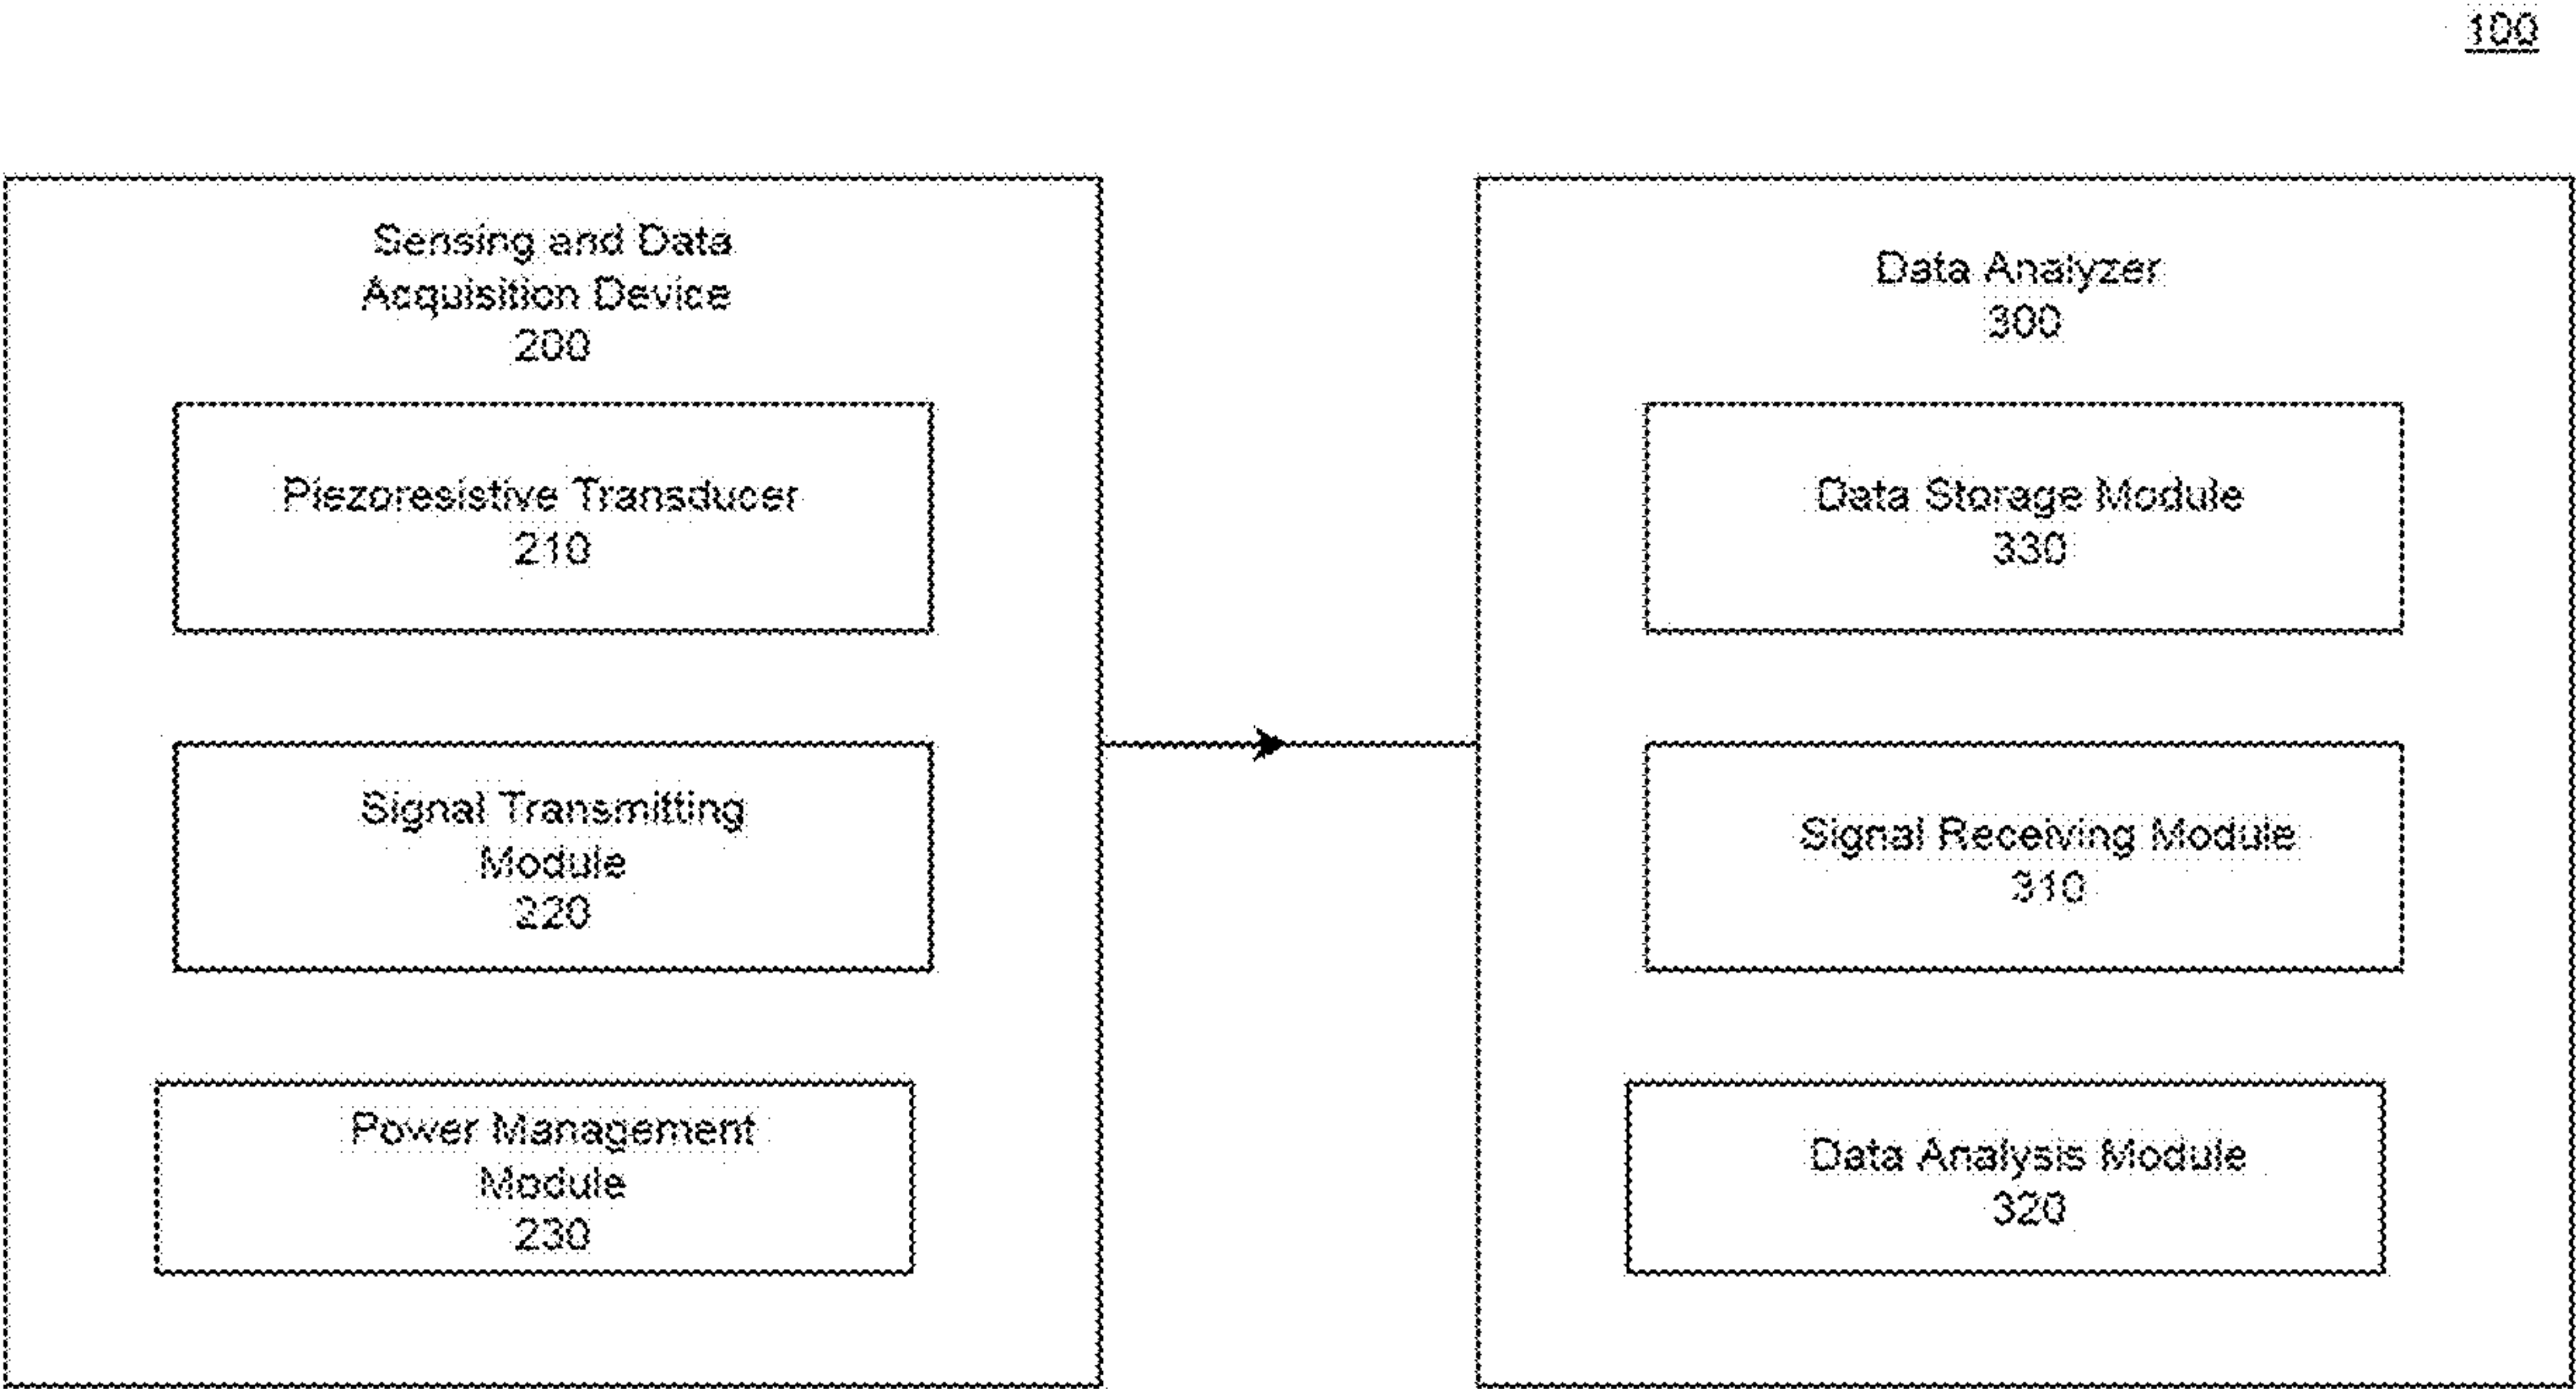 100
Sensing and Data
Acquisition Device
200
Piezoresistive Transducer
210
Signal Transmitting
Module
220
Power Management
Module
230
Data Analyzer
300
Data Storage Module
330
Signal Receiving Module
310
Data Analysis Module
320